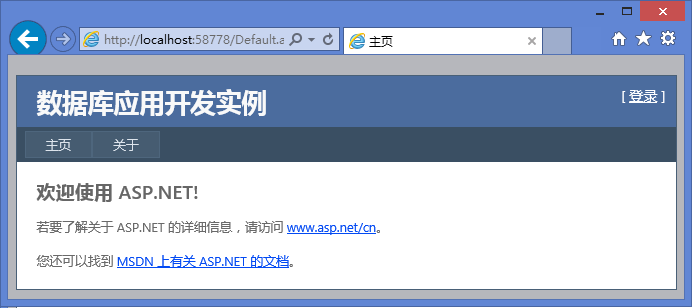 http://localhost:58778/Default.a
主页
数据库应用开发实例
[ 登录 ]
主页
关于
欢迎使用 ASP.NET!
若要了解关于 ASP.NET 的详细信息，请访问 www.asp.net/cn。
您还可以找到 MSDN 上有关 ASP.NET 的文档。